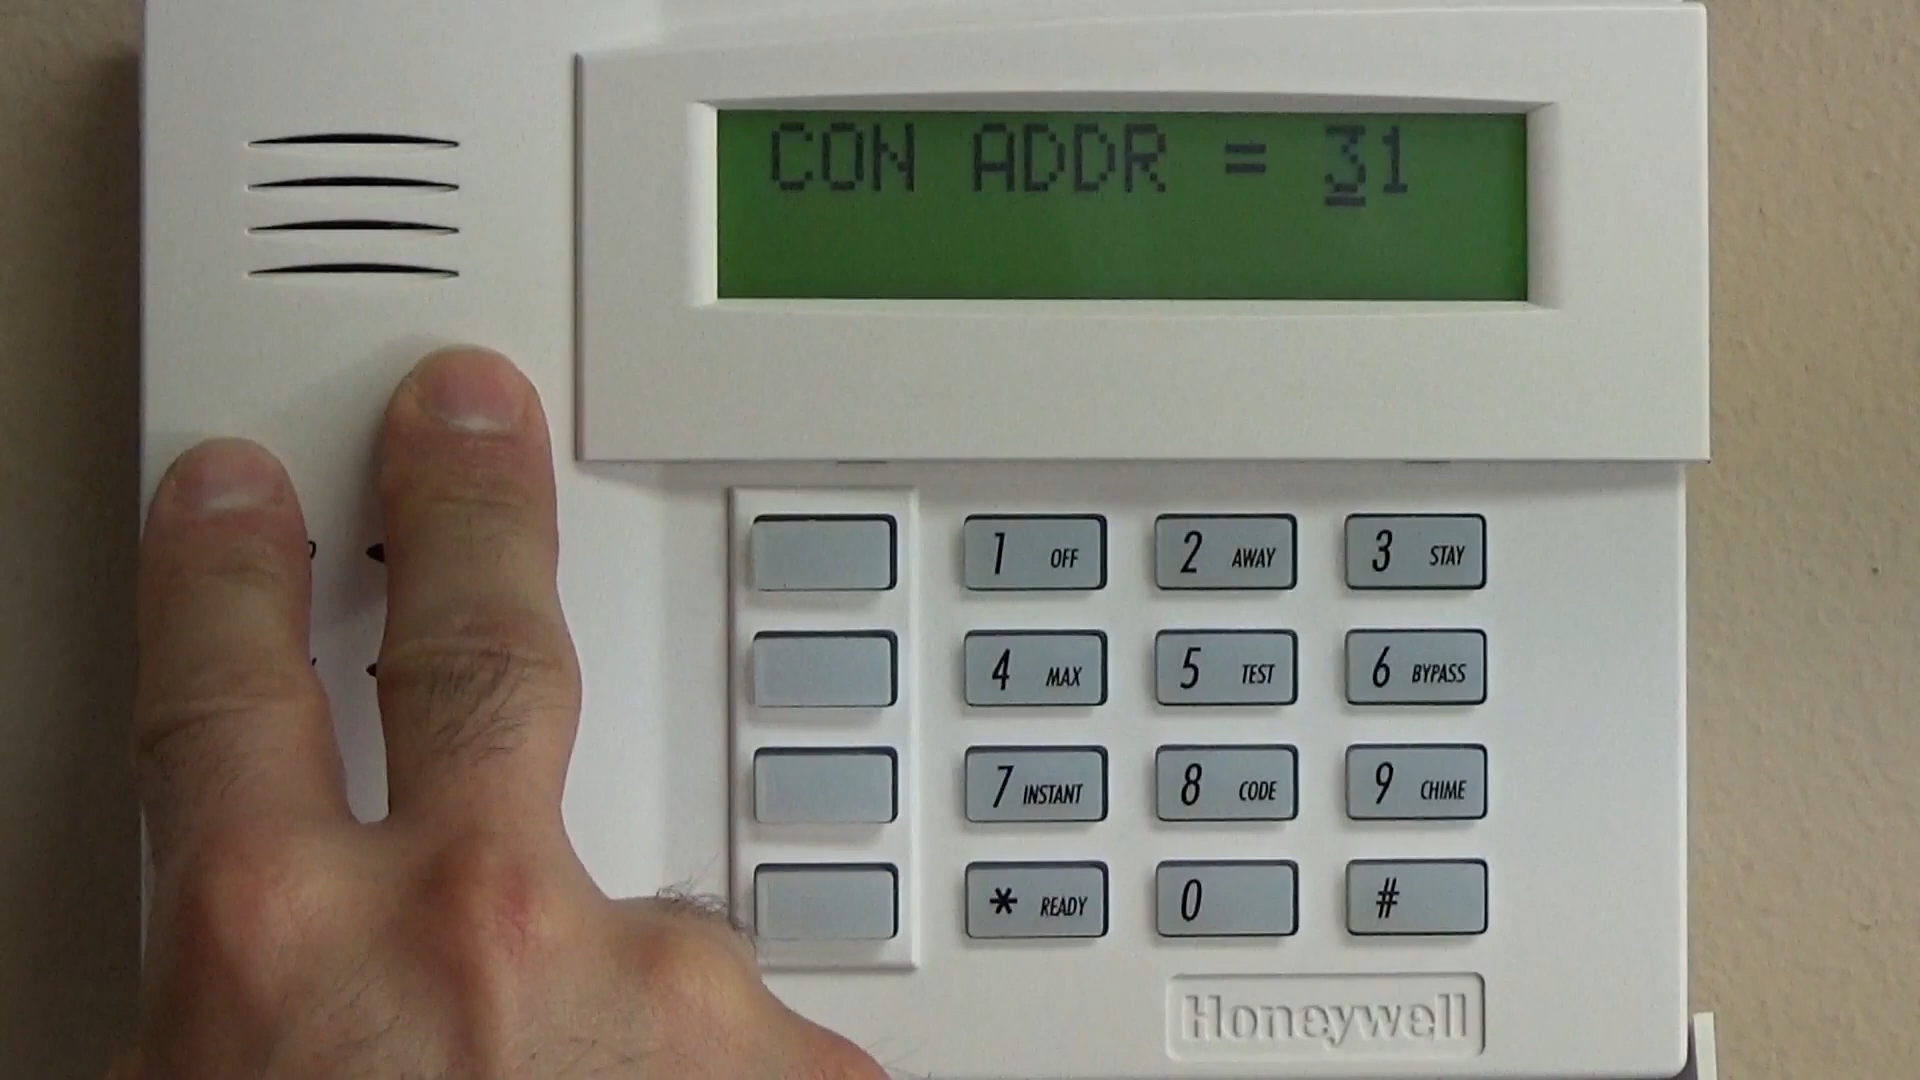 CON ADDR = 31
1 OFF
2 AWAY
3 STAY
4 MAX
5 TEST
6 BYPASS
7 INSTANT
8 CODE
9 CHIME
* READY
0
#
Honeywell